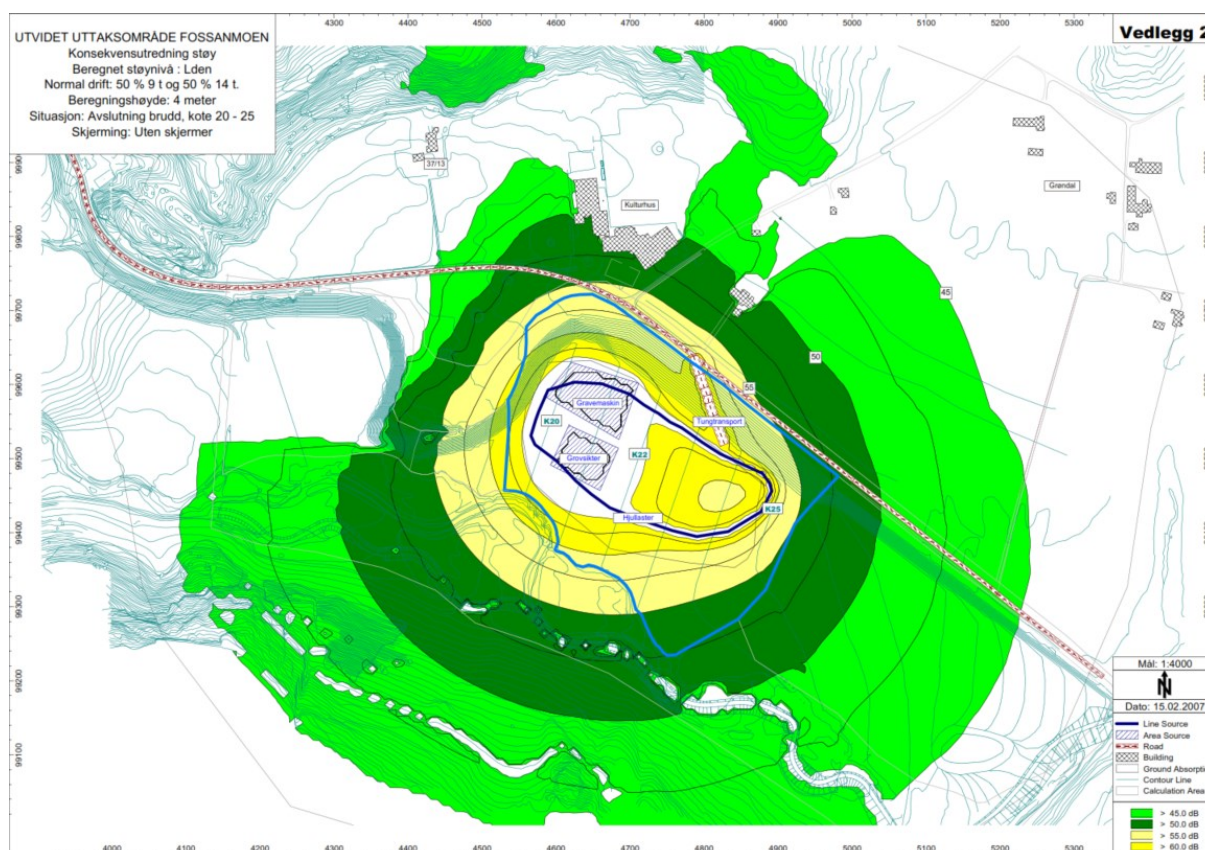 4300 4400 4500 4600 4700 4800 4900 5000 5100 5200 5300
UTVIDET UTTAKSOMRÅDE FOSSANMOEN
Konsekvensutredning støy
Beregnet støynivå : Lden
Normal drift: 50 % 9 t og 50 % 14 t.
Beregningshøyde: 4 meter
Situasjon: Avslutning brudd, kote 20 - 25
Skjerming: Uten skjermer
Vedlegg 2
37/13
Kulturhus
Grøndal
99800
99700
99600
99500
99400
99300
99200
99100
45
50
55
Gravemaskin
K20
Tungtransport
Grovsikter
K22
Hjullaster
K25
Mål: 1:4000
N
Dato: 15.02.2007
Line Source
Area Source
Road
Building
Ground Absorpti
Contour Line
Calculation Area
> 45.0 dB
> 50.0 dB
> 55.0 dB
> 60.0 dB
4000 4100 4200 4300 4400 4500 4600 4700 4800 4900 5000 5100 5200 5300